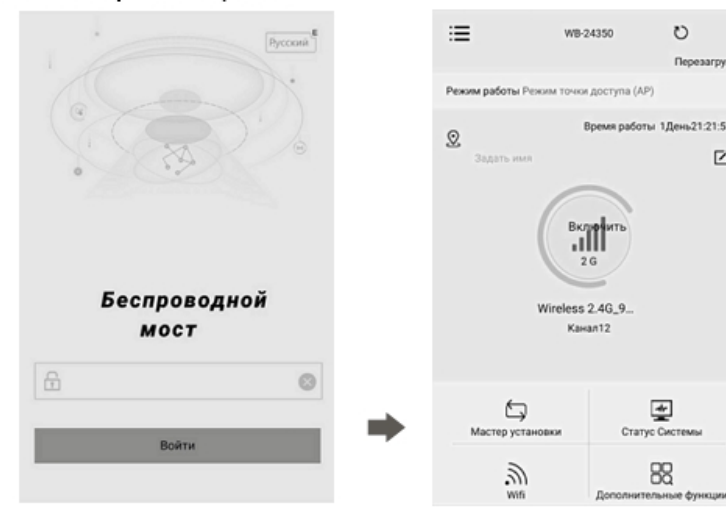 Русский
Беспроводной
мост
Войти
WB-24350
Режим работы Режим точки доступа (AP)
Время работы 1День21:21:5
Задать имя
Включить
2 G
Wireless 2.4G_9...
Канал12
Мастер установки
Статус Системы
Wifi
Дополнительные функции